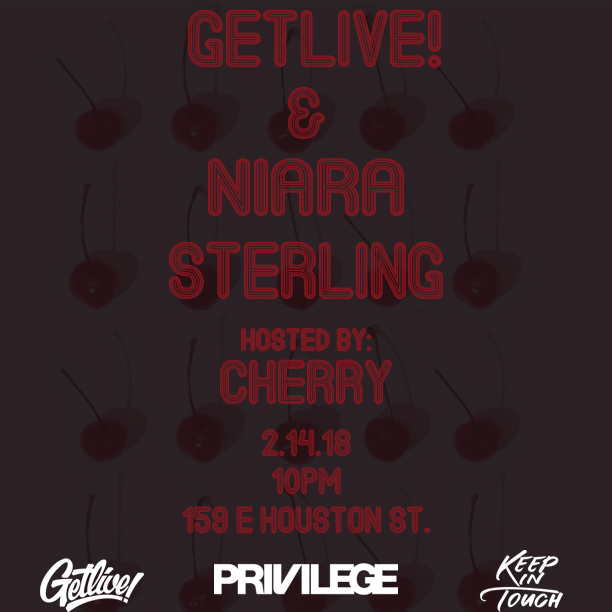 GETLIVE!
&
NIARA
STERLING
HOSTED BY:
CHERRY
2.14.18
10PM
159 E HOUSTON ST.
Getlive!
PRIVILEGE
KEEP
IN
TOUCH